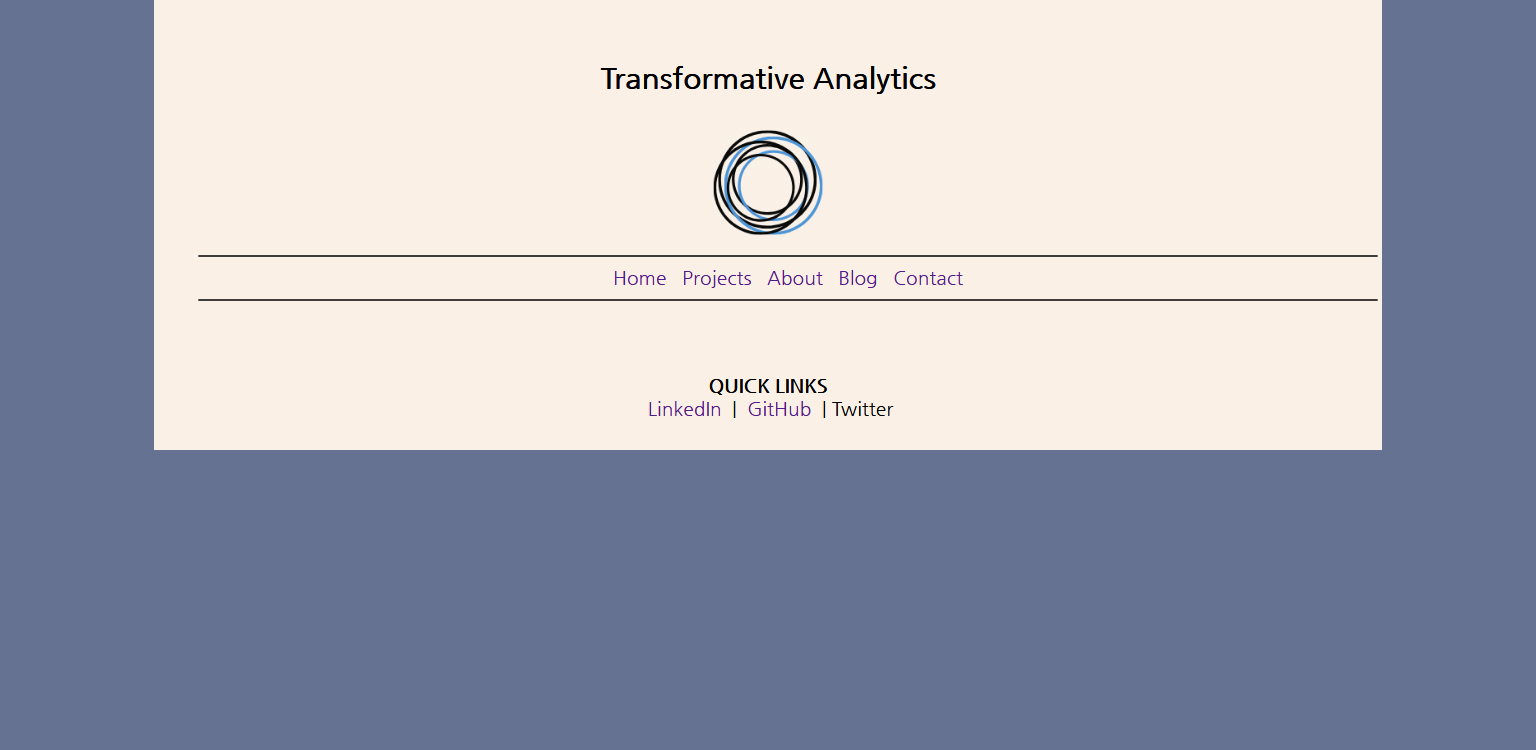 Transformative Analytics
Home Projects About Blog Contact
QUICK LINKS
LinkedIn | GitHub | Twitter